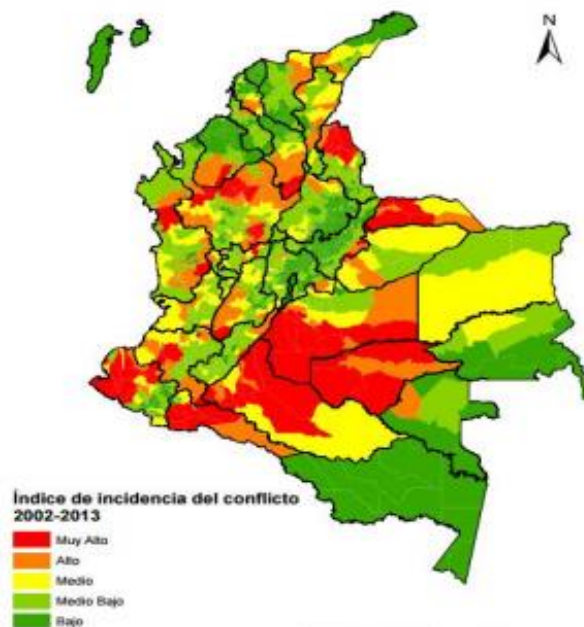 N
Índice de incidencia del conflicto
2002-2013
Muy Alto
Alto
Medio
Medio Bajo
Bajo